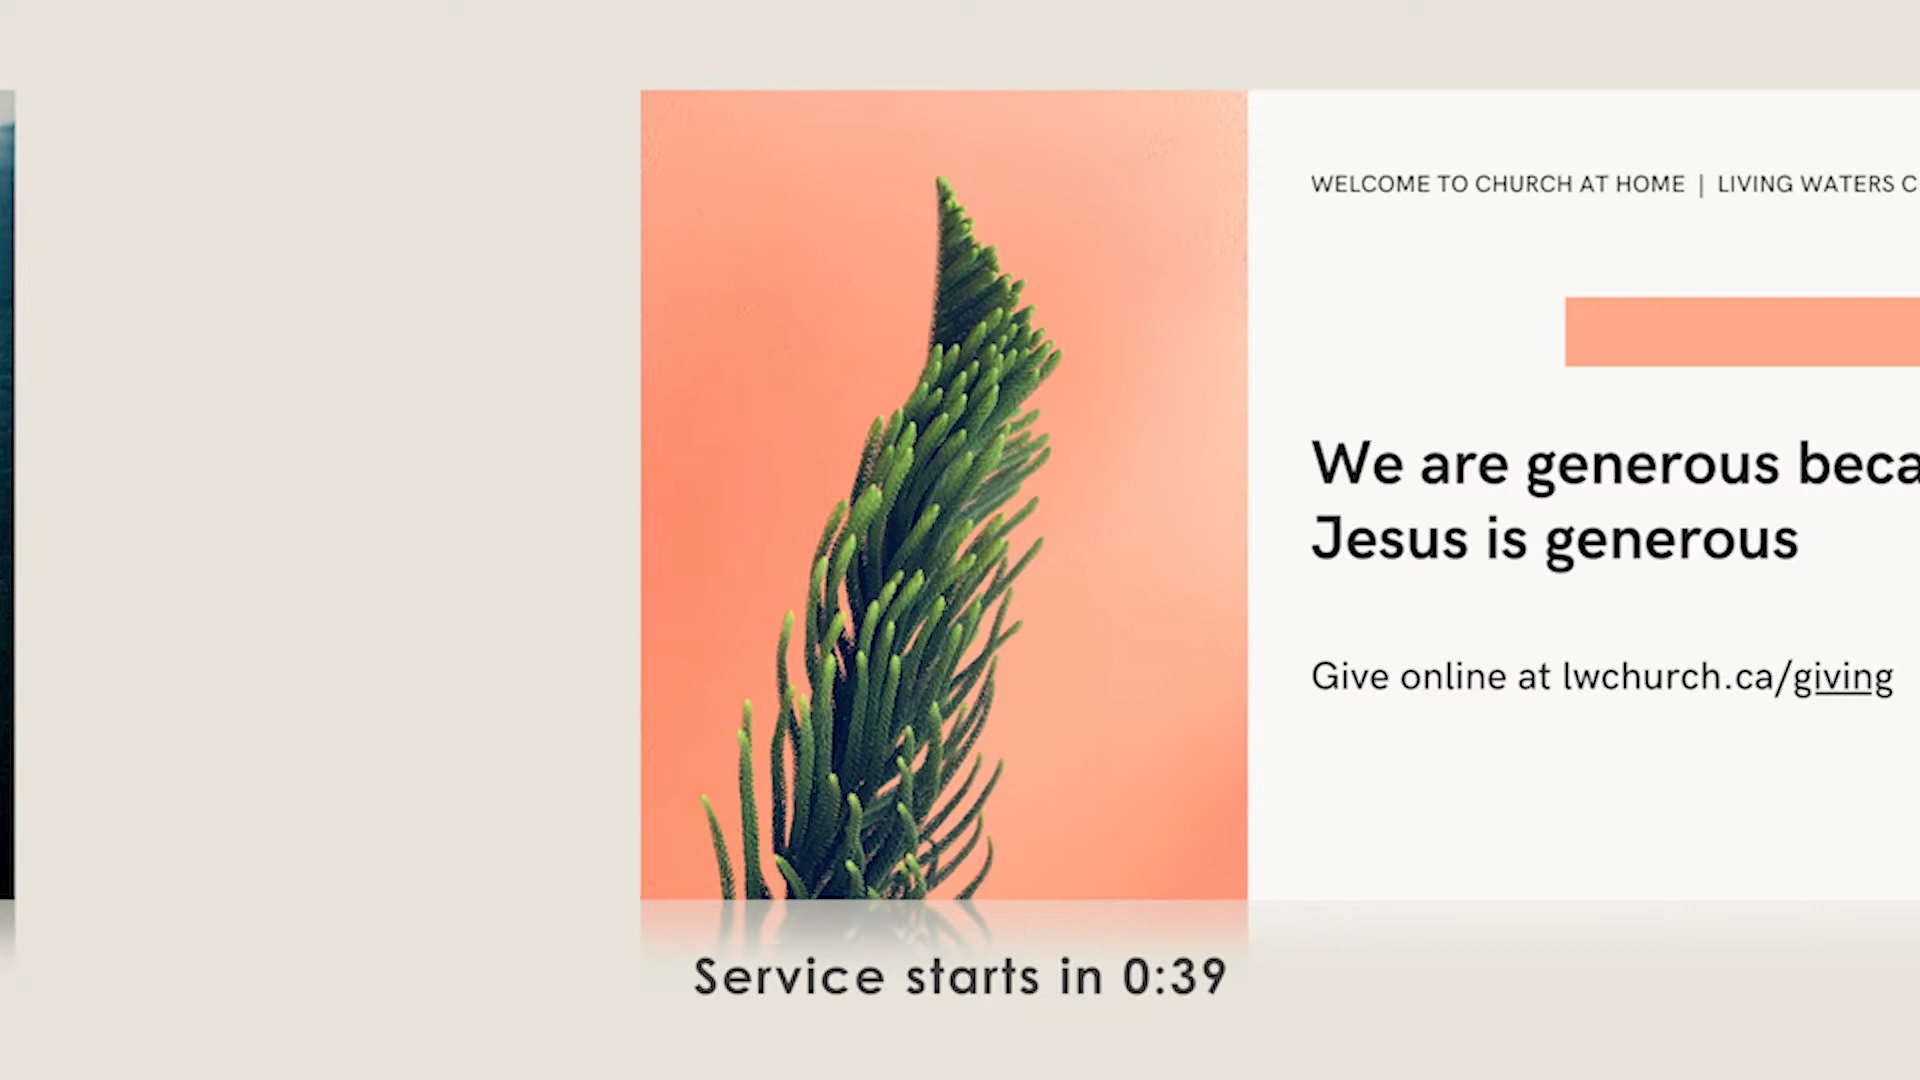 WELCOME TO CHURCH AT HOME | LIVING WATERS
We are generous
Jesus is generous
Give online at lwchurch.ca/giving
Service starts in 0:39